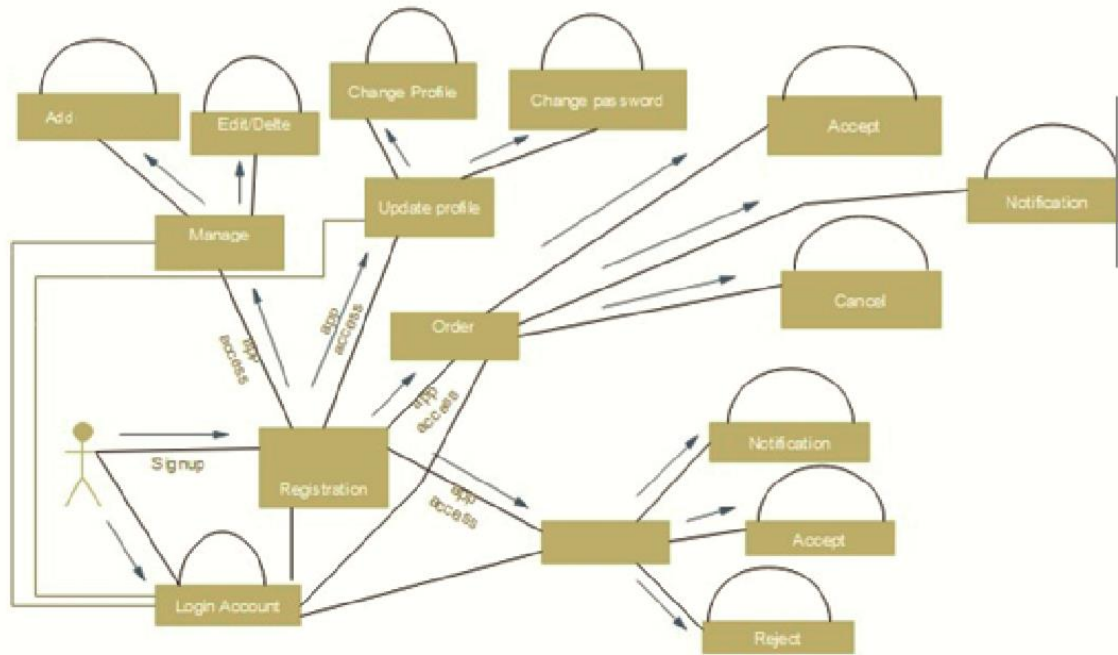 Add
Edit/Delte
Change Profile
Change password
Accept
Notification
Manage
Update profile
Order
Cancel
app
access
app
access
app
access
app
access
Signup
Registration
Login Account
Notification
Accept
Reject